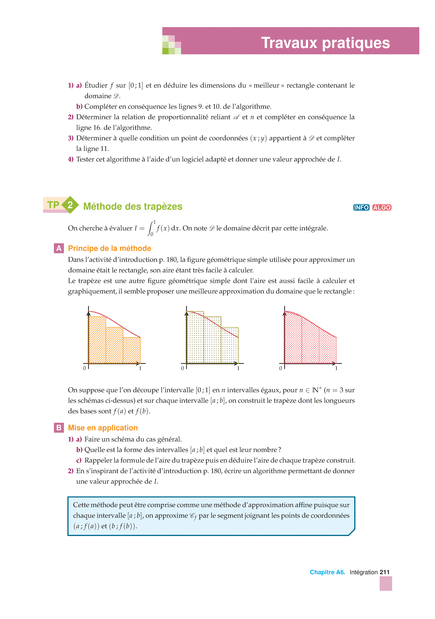 Travaux pratiques
1) a) Étudier f sur [0;1] et en déduire les dimensions du « meilleur » rectangle contenant le
domaine 𝒟.
b) Compléter en conséquence les lignes 9. et 10. de l'algorithme.
2) Déterminer la relation de proportionnalité reliant 𝒜 et n et compléter en conséquence la
ligne 16. de l'algorithme.
3) Déterminer à quelle condition un point de coordonnées (x;y) appartient à 𝒟 et compléter
la ligne 11.
4) Tester cet algorithme à l'aide d'un logiciel adapté et donner une valeur approchée de I.
TP 2 Méthode des trapèzes INFO ALGO
On cherche à évaluer I = ∫₀¹ f(x) dx. On note 𝒟 le domaine décrit par cette intégrale.
A Principe de la méthode
Dans l'activité d'introduction p. 180, la figure géométrique simple utilisée pour approximer un
domaine était le rectangle, son aire étant très facile à calculer.
Le trapèze est une autre figure géométrique simple dont l'aire est aussi facile à calculer et
graphiquement, il semble proposer une meilleure approximation du domaine que le rectangle :
0 1 0 1 0 1
On suppose que l'on découpe l'intervalle [0;1] en n intervalles égaux, pour n ∈ ℕ* (n = 3 sur
les schémas ci-dessus) et sur chaque intervalle [a;b], on construit le trapèze dont les longueurs
des bases sont f(a) et f(b).
B Mise en application
1) a) Faire un schéma du cas général.
b) Quelle est la forme des intervalles [a;b] et quel est leur nombre ?
c) Rappeler la formule de l'aire du trapèze puis en déduire l'aire de chaque trapèze construit.
2) En s'inspirant de l'activité d'introduction p. 180, écrire un algorithme permettant de donner
une valeur approchée de I.
Cette méthode peut être comprise comme une méthode d'approximation affine puisque sur
chaque intervalle [a;b], on approxime 𝒞f par le segment joignant les points de coordonnées
(a;f(a)) et (b;f(b)).
Chapitre A6. Intégration 211